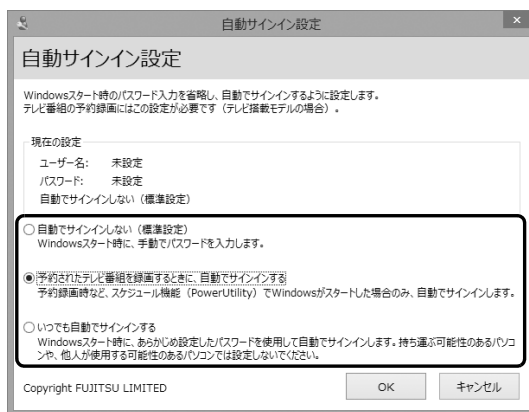 自動サインイン設定
×
自動サインイン設定
Windowsスタート時のパスワード入力を省略し、自動でサインインするように設定します。
テレビ番組の予約録画にはこの設定が必要です（テレビ搭載モデルの場合）。
現在の設定
ユーザー名: 未設定
パスワード: 未設定
自動でサインインしない（標準設定）
自動でサインインしない（標準設定）
Windowsスタート時に、手動でパスワードを入力します。
予約されたテレビ番組を録画するときに、自動でサインインする
予約録画時など、スケジュール機能（PowerUtility）でWindowsがスタートした場合のみ、自動でサインインします。
いつでも自動でサインインする
Windowsスタート時に、あらかじめ設定したパスワードを使用して自動でサインインします。持ち運ぶ可能性のあるパソコ
ンや、他人が使用する可能性のあるパソコンでは設定しないでください。
Copyright FUJITSU LIMITED
OK
キャンセル